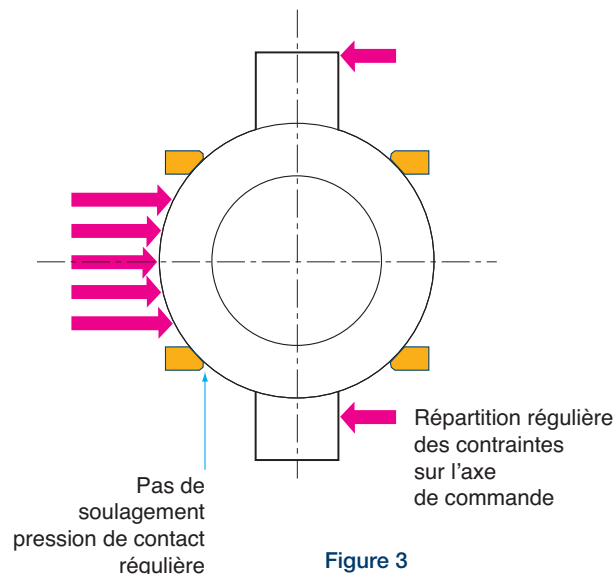 Répartition régulière
des contraintes
sur l'axe
de commande
Pas de
soulagement
pression de contact
régulière
Figure 3